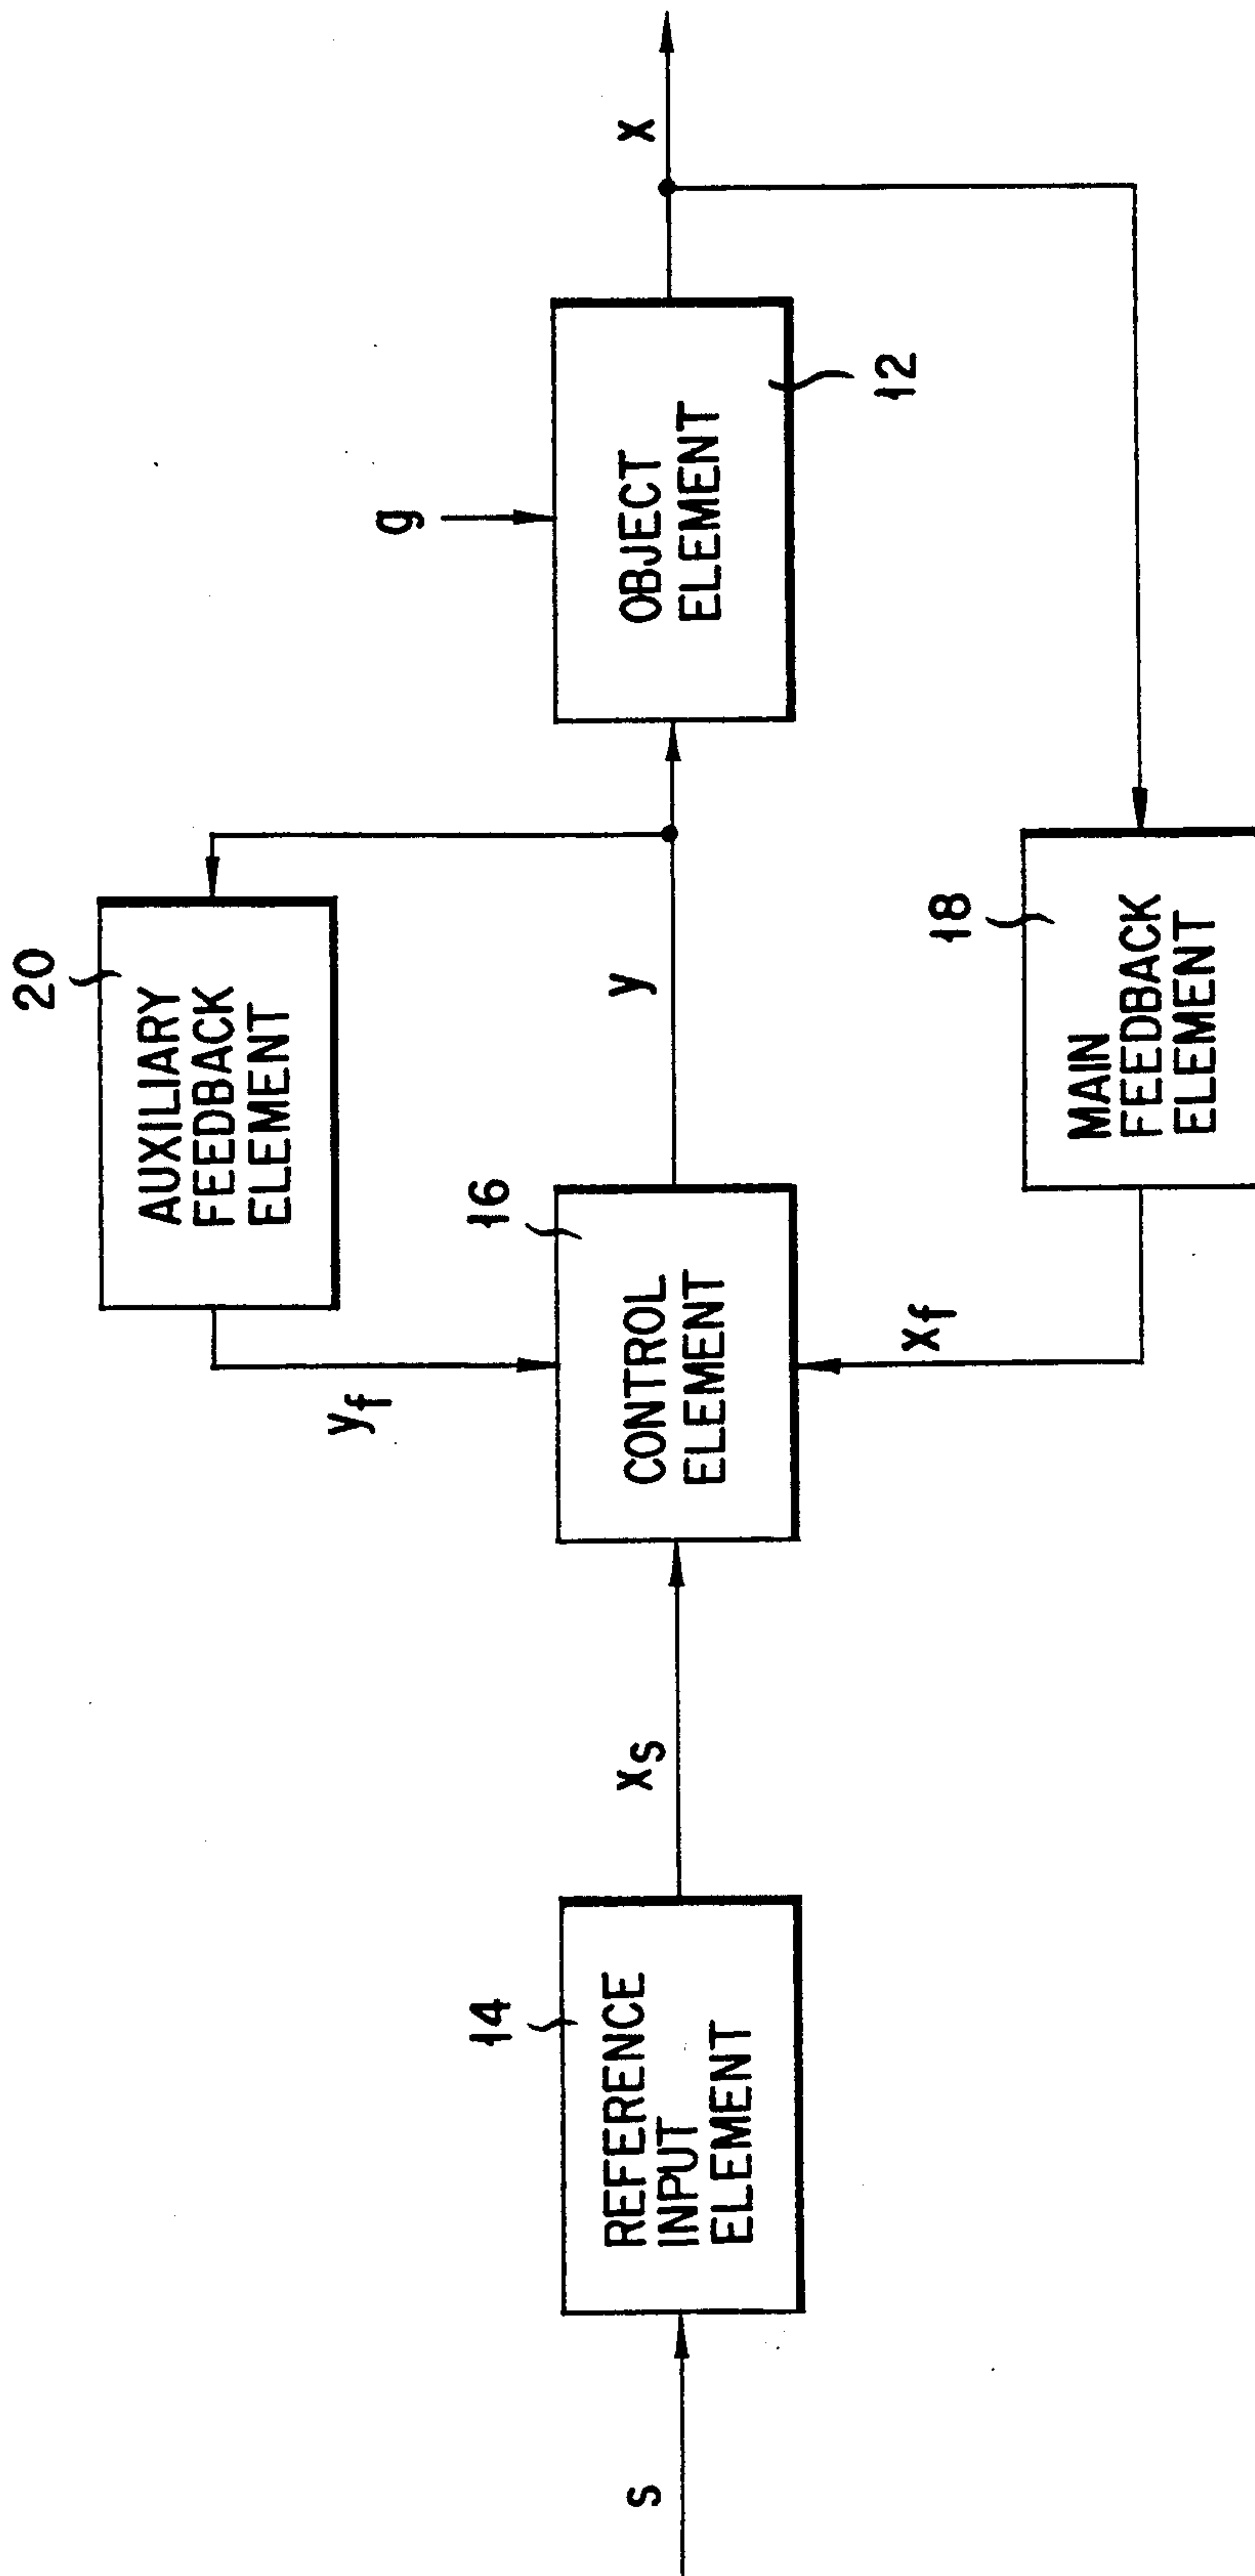 20
AUXILIARY
FEEDBACK
ELEMENT
yf
g
s
14
REFERENCE
INPUT
ELEMENT
xs
16
CONTROL
ELEMENT
y
OBJECT
ELEMENT
12
x
xf
18
MAIN
FEEDBACK
ELEMENT